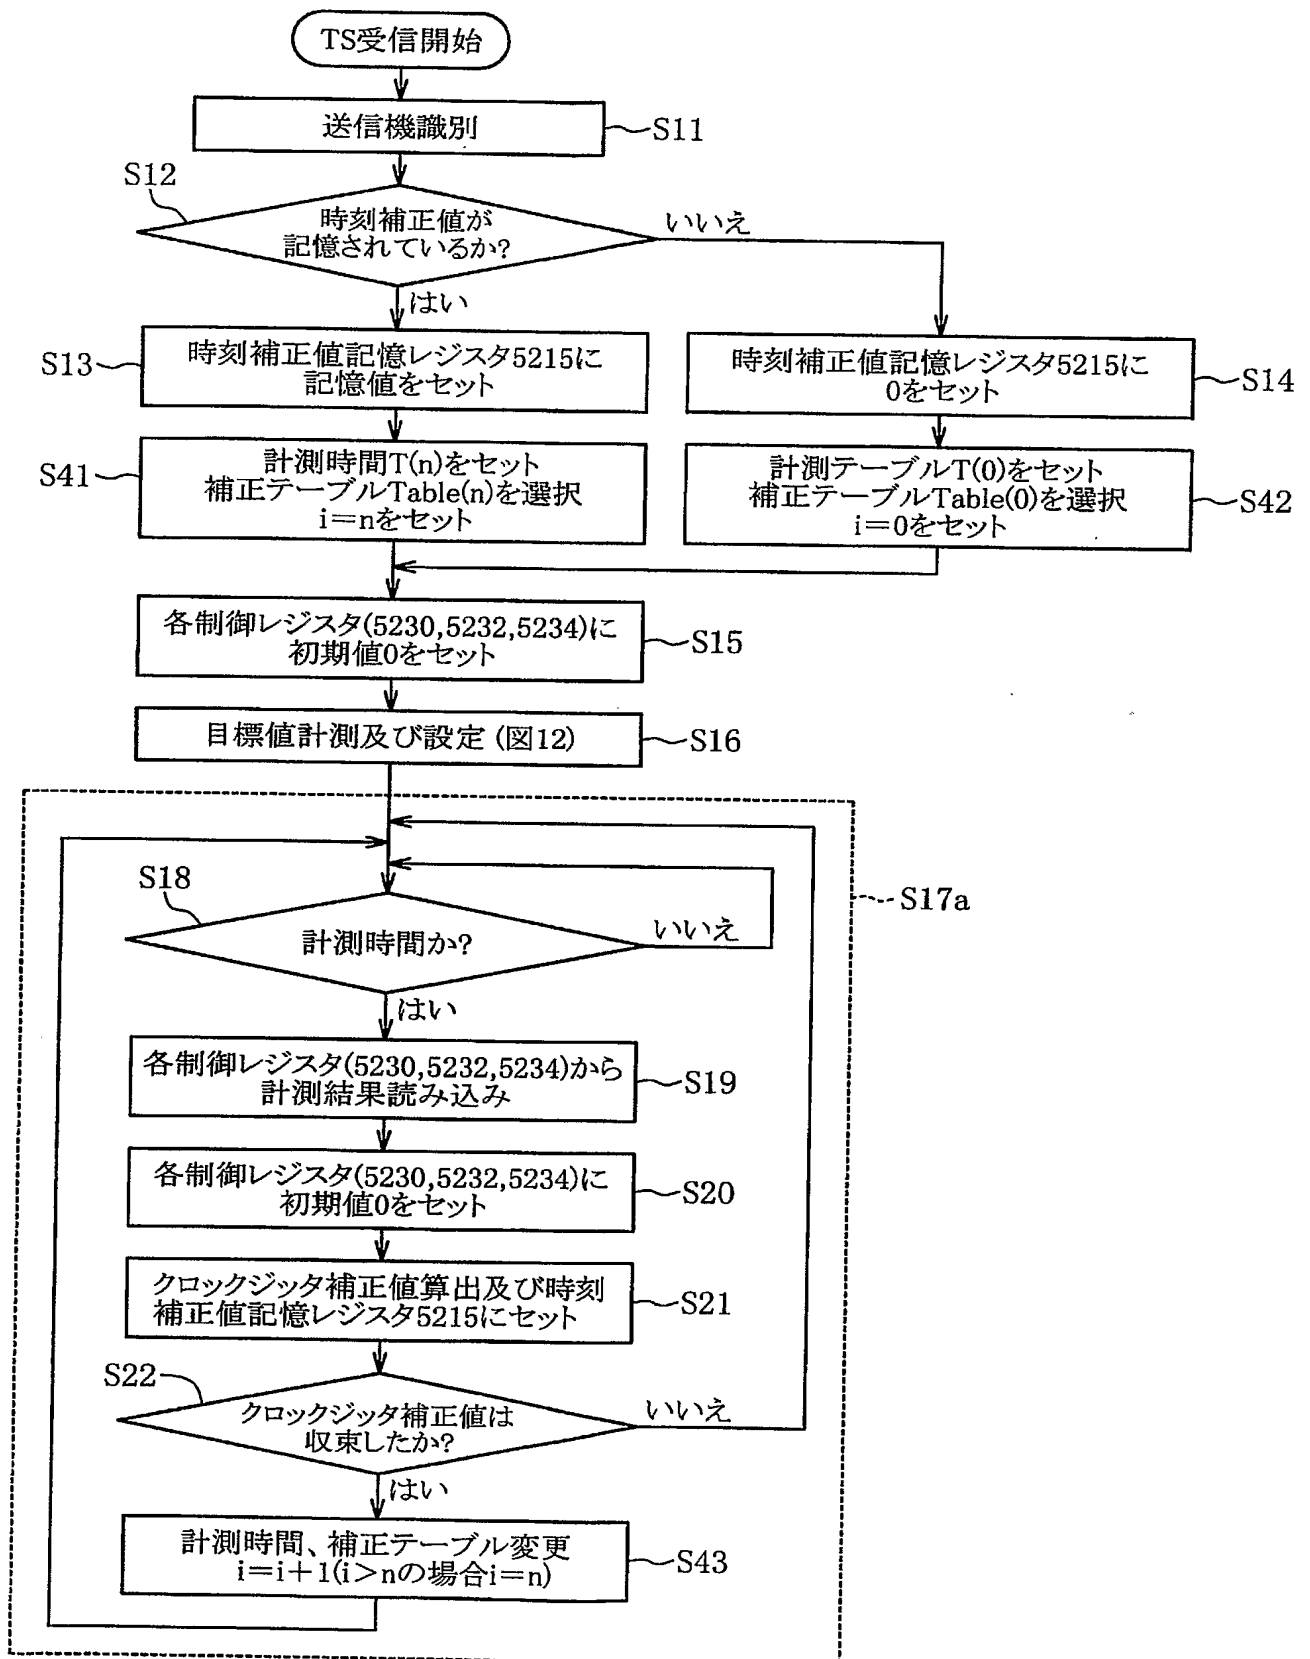 TS受信開始
送信機識別
S11
S12
時刻補正値が
記憶されているか?
いいえ
はい
S13
時刻補正値記憶レジスタ5215に
記憶値をセット
時刻補正値記憶レジスタ5215に
0をセット
S14
S41
計測時間T(n)をセット
補正テーブルTable(n)を選択
i=nをセット
計測テーブルT(0)をセット
補正テーブルTable(0)を選択
i=0をセット
S42
各制御レジスタ(5230,5232,5234)に
初期値0をセット
S15
目標値計測及び設定(図12)
S16
S18
計測時間か?
いいえ
はい
S17a
各制御レジスタ(5230,5232,5234)から
計測結果読み込み
S19
各制御レジスタ(5230,5232,5234)に
初期値0をセット
S20
クロックジッタ補正値算出及び時刻
補正値記憶レジスタ5215にセット
S21
S22
クロックジッタ補正値は
収束したか?
いいえ
はい
計測時間、補正テーブル変更
i=i+1(i>nの場合i=n)
S43